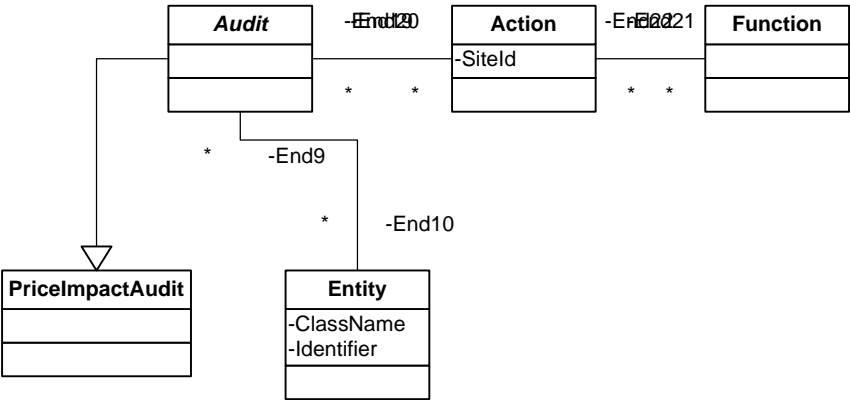 Audit
Action
Function
-SiteId
*
*
*
*
*
-End9
*
-End10
PriceImpactAudit
Entity
-ClassName
-Identifier